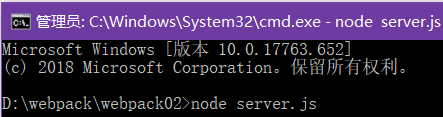 管理员: C:\Windows\System32\cmd.exe - node  server.js
Microsoft Windows [版本 10.0.17763.652]
(c) 2018 Microsoft Corporation。保留所有权利。
D:\webpack\webpack02>node server.js